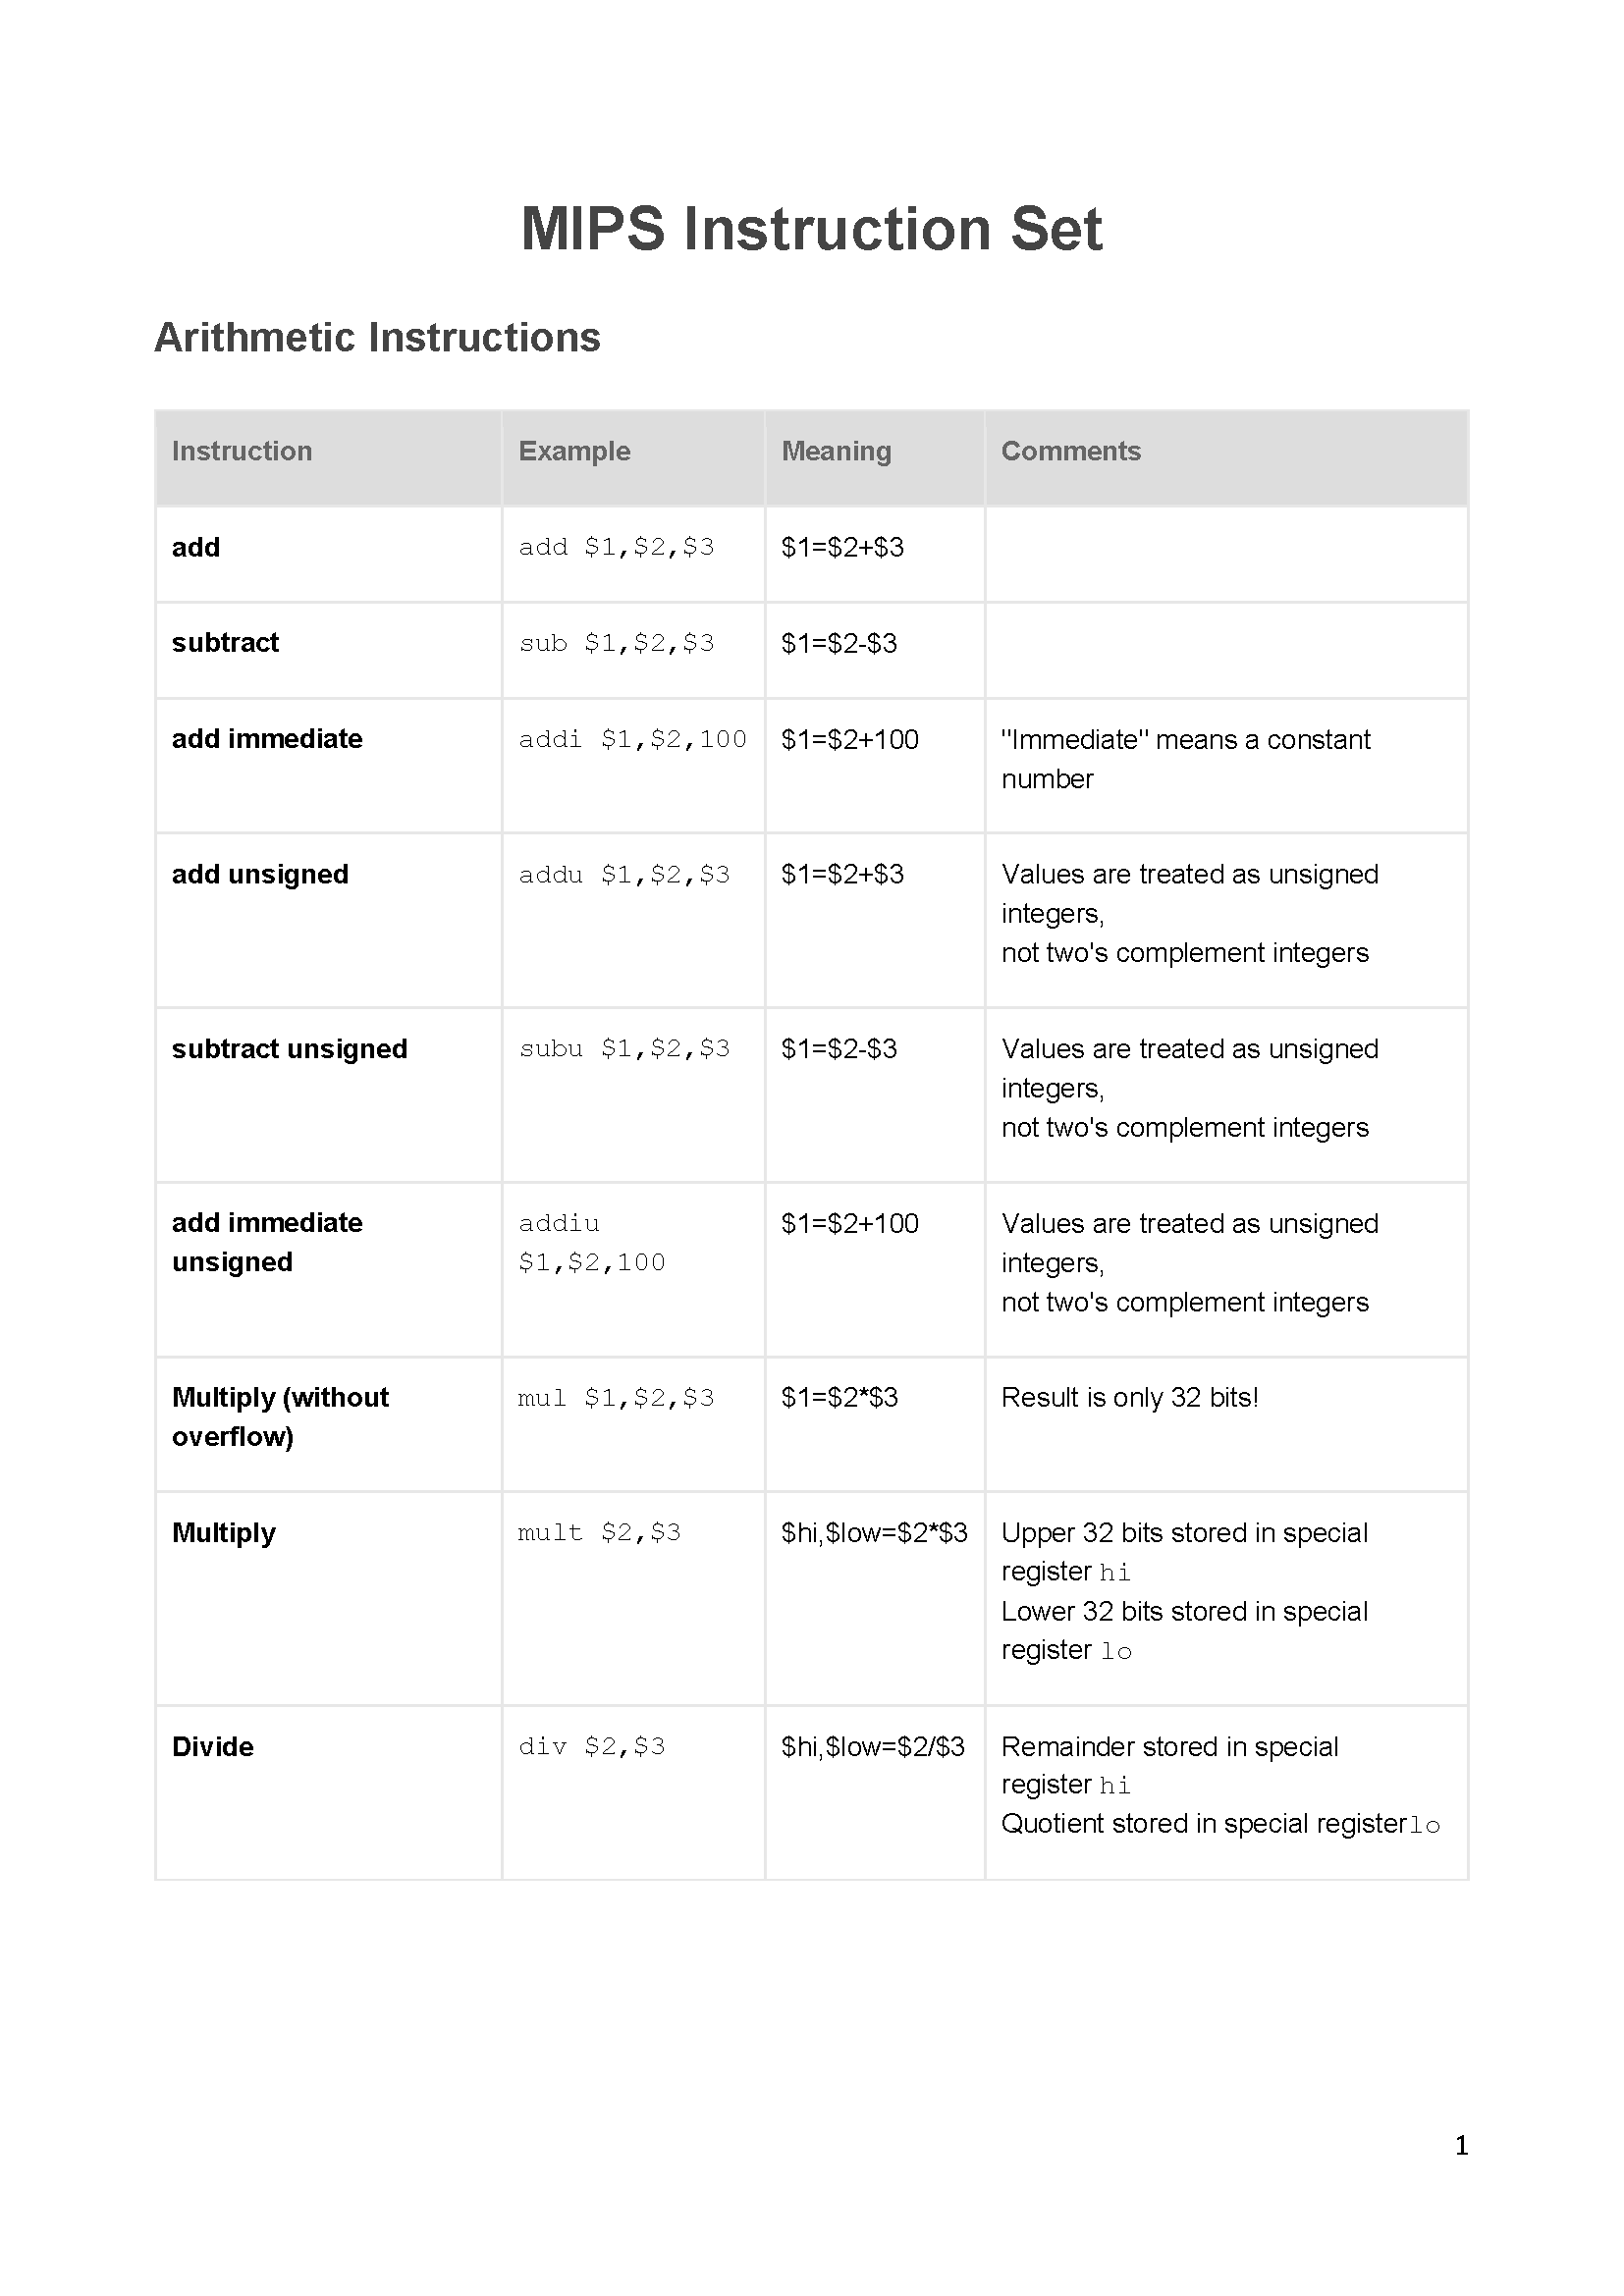 MIPS Instruction Set
Arithmetic Instructions
Instruction Example Meaning Comments
add add $1,$2,$3 $1=$2+$3
subtract sub $1,$2,$3 $1=$2-$3
add immediate addi $1,$2,100 $1=$2+100 "Immediate" means a constant
number
add unsigned addu $1,$2,$3 $1=$2+$3 Values are treated as unsigned
integers,
not two's complement integers
subtract unsigned subu $1,$2,$3 $1=$2-$3 Values are treated as unsigned
integers,
not two's complement integers
add immediate addiu $1=$2+100 Values are treated as unsigned
unsigned $1,$2,100 integers,
not two's complement integers
Multiply (without mul $1,$2,$3 $1=$2*$3 Result is only 32 bits!
overflow)
Multiply mult $2,$3 $hi,$low=$2*$3 Upper 32 bits stored in special
register hi
Lower 32 bits stored in special
register lo
Divide div $2,$3 $hi,$low=$2/$3 Remainder stored in special
register hi
Quotient stored in special registerlo
1